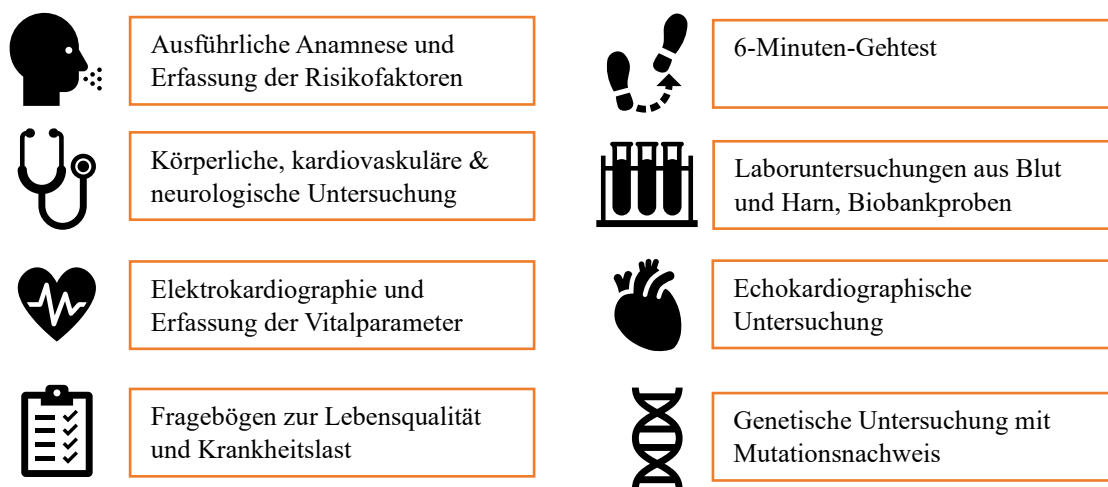 Ausführliche Anamnese und
Erfassung der Risikofaktoren
Körperliche, kardiovaskuläre &
neurologische Untersuchung
Elektrokardiographie und
Erfassung der Vitalparameter
Fragebögen zur Lebensqualität
und Krankheitslast
6-Minuten-Gehtest
Laboruntersuchungen aus Blut
und Harn, Biobankproben
Echokardiographische
Untersuchung
Genetische Untersuchung mit
Mutationsnachweis